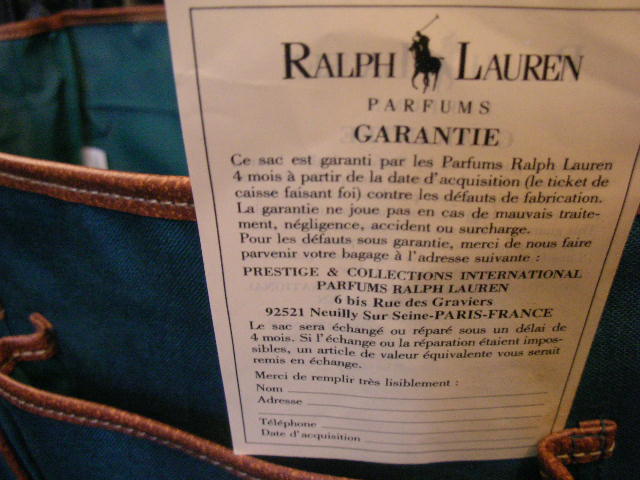 RALPH LAUREN
PARFUMS
GARANTIE
Ce sac est garanti par les Parfums Ralph Lauren
4 mois à partir de la date d'acquisition (le ticket de
caisse faisant foi) contre les défauts de fabrication.
La garantie ne joue pas en cas de mauvais traite-
ment, négligence, accident ou surcharge.
Pour les défauts sous garantie, merci de nous faire
parvenir votre bagage à l'adresse suivante :
PRESTIGE & COLLECTIONS INTERNATIONAL
PARFUMS RALPH LAUREN
6 bis Rue des Graviers
92521 Neuilly Sur Seine-PARIS-FRANCE
Le sac sera échangé ou réparé sous un délai de
4 mois. Si l'échange ou la réparation étaient impos-
sibles, un article de valeur équivalente vous serait
remis en échange.
Merci de remplir très lisiblement :
Nom
Adresse
Téléphone
Date d'acquisition